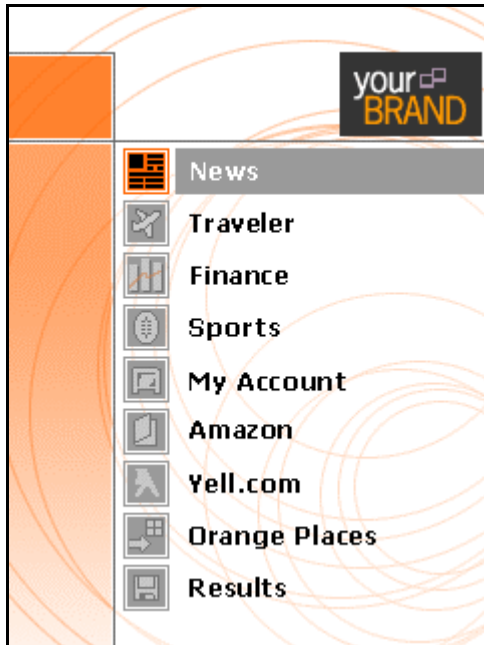 your
BRAND
News
Traveler
Finance
Sports
My Account
Amazon
Yell.com
Orange Places
Results